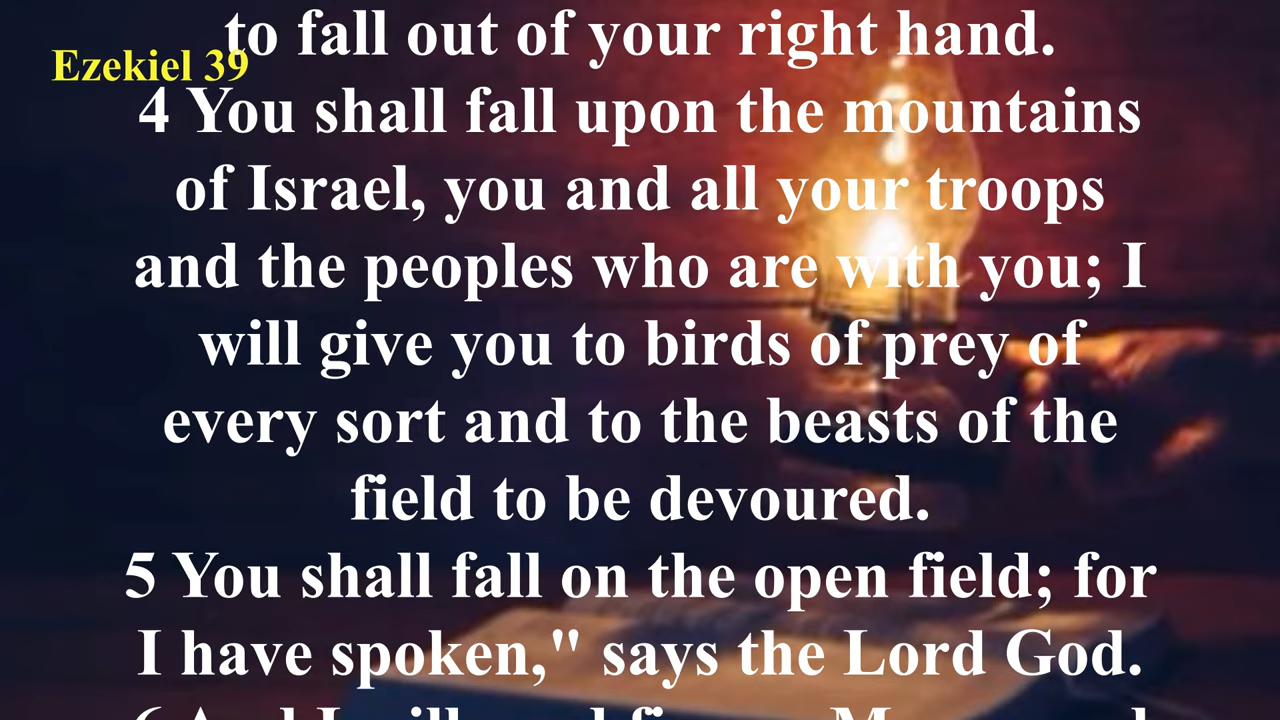 to fall out of your right hand.
Ezekiel 39
4 You shall fall upon the mountains
of Israel, you and all your troops
and the peoples who are with you; I
will give you to birds of prey of
every sort and to the beasts of the
field to be devoured.
5 You shall fall on the open field; for
I have spoken," says the Lord God.